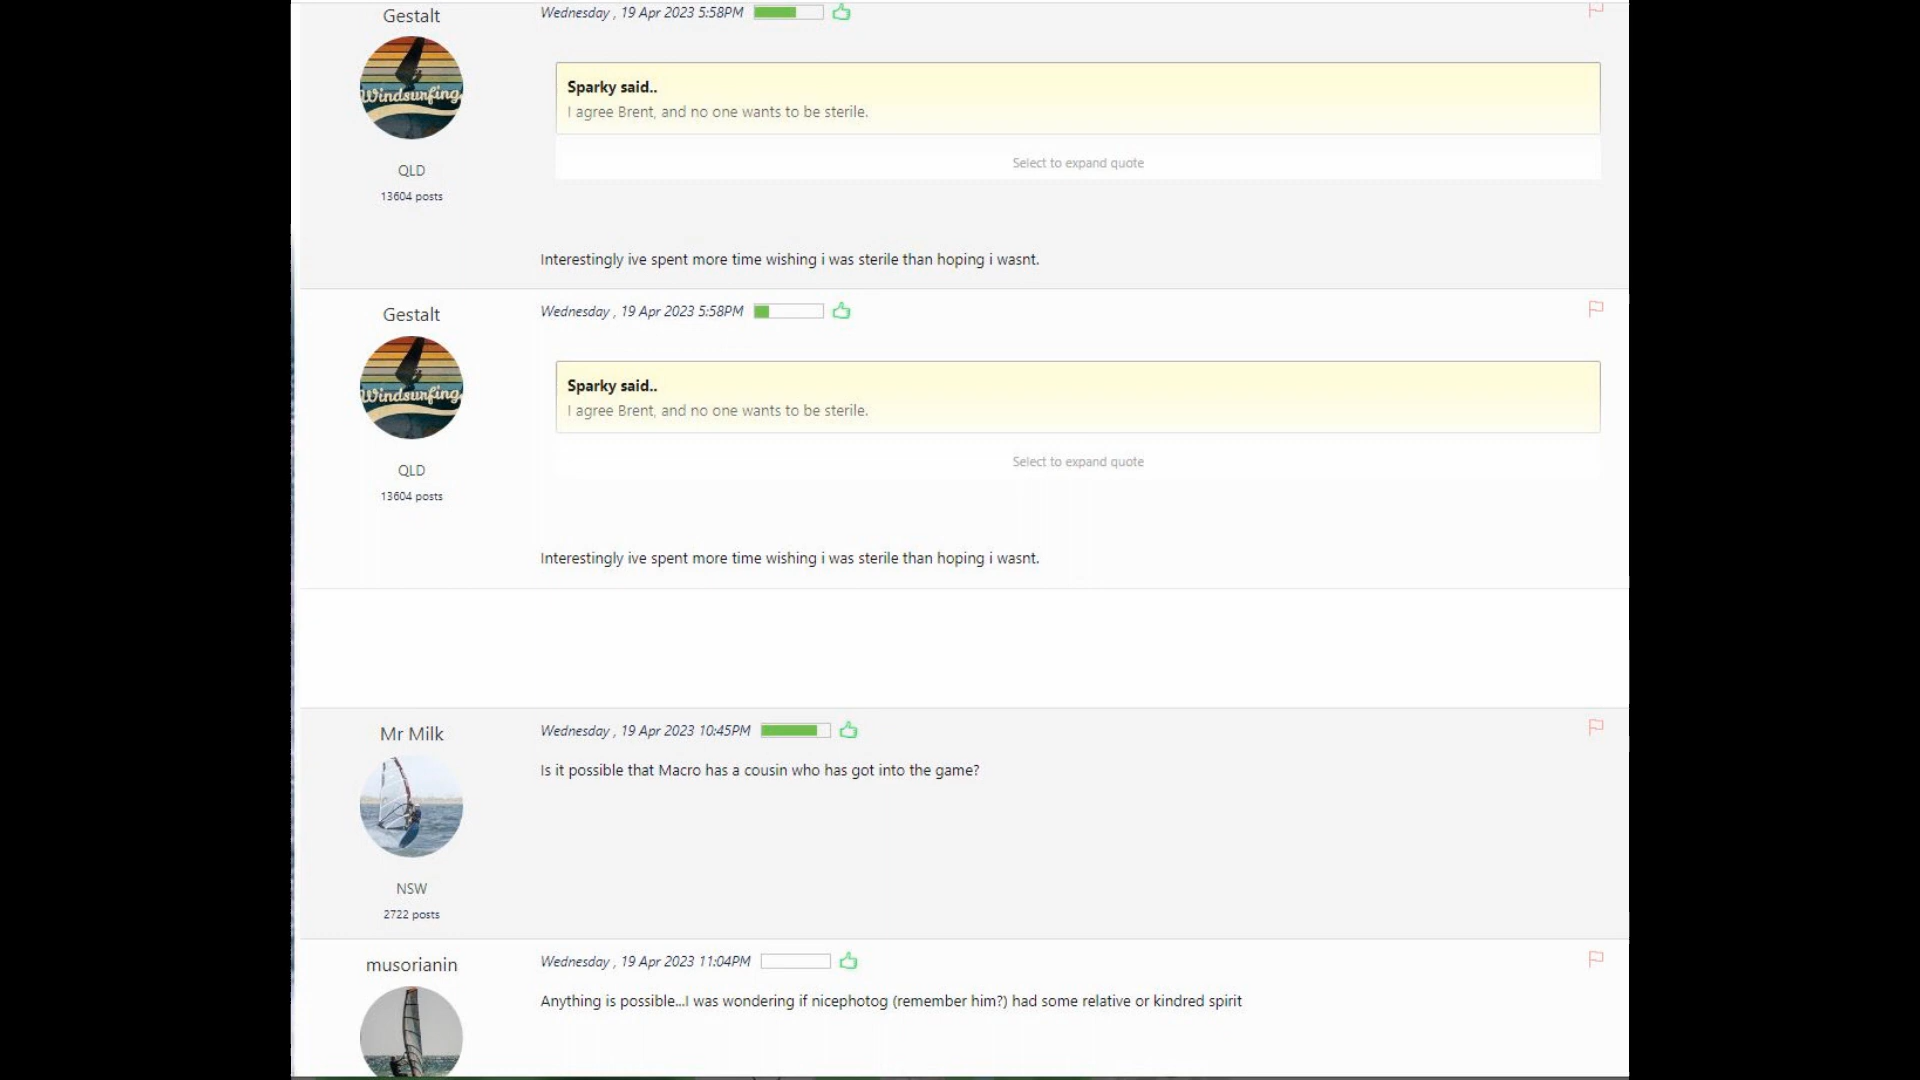 Gestalt
Wednesday , 19 Apr 2023 5:58PM
Windsurfing
Sparky said..
I agree Brent, and no one wants to be sterile.
Select to expand quote
QLD
13604 posts
Interestingly ive spent more time wishing i was sterile than hoping i wasnt.
Gestalt
Wednesday , 19 Apr 2023 5:58PM
Windsurfing
Sparky said..
I agree Brent, and no one wants to be sterile.
Select to expand quote
QLD
13604 posts
Interestingly ive spent more time wishing i was sterile than hoping i wasnt.
Mr Milk
Wednesday , 19 Apr 2023 10:45PM
Is it possible that Macro has a cousin who has got into the game?
NSW
2722 posts
musorianin
Wednesday , 19 Apr 2023 11:04PM
Anything is possible...I was wondering if nicephotog (remember him?) had some relative or kindred spirit